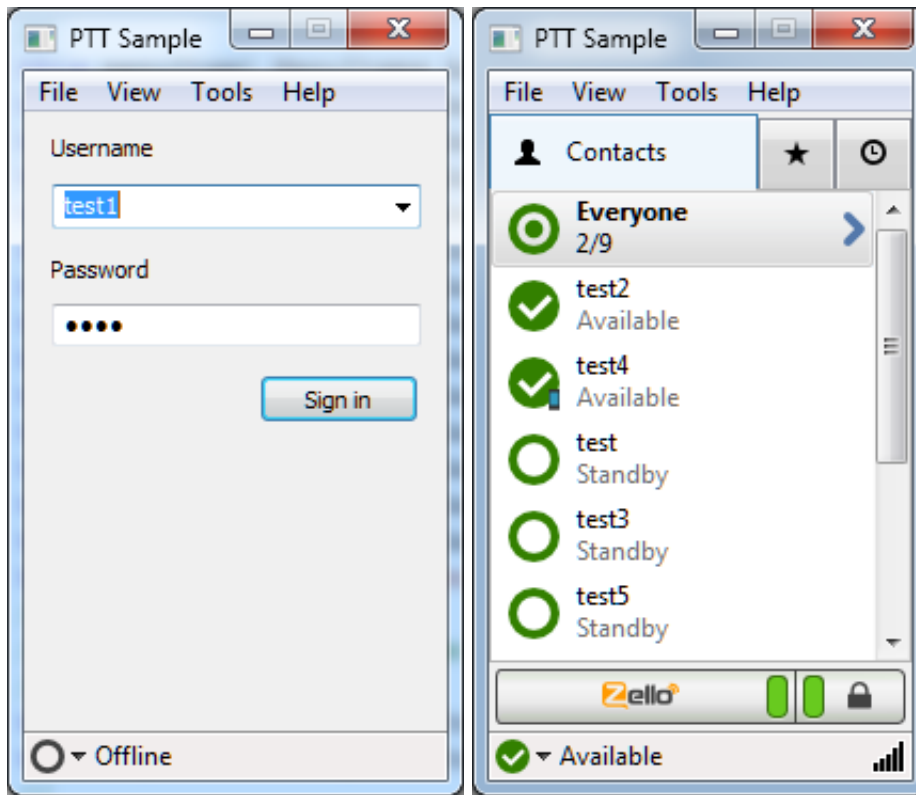 PTT Sample
File View Tools Help
Username
test1
Password
Sign in
Offline
PTT Sample
File View Tools Help
Contacts
Everyone
2/9
test2
Available
test4
Available
test
Standby
test3
Standby
test5
Standby
Zello
Available